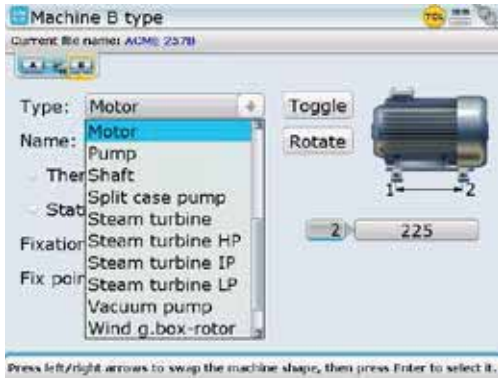 Machine B type
Current file name: ACME 2578
A B
Type: Motor
Toggle
Name:
Rotate
Ther
Stat
Fixation
Fix poin
Motor
Pump
Shaft
Split case pump
Steam turbine
Steam turbine HP
Steam turbine IP
Steam turbine LP
Vacuum pump
Wind g.box-rotor
1 2
2 225
Press left/right arrows to swap the machine shape, then press Enter to select it.